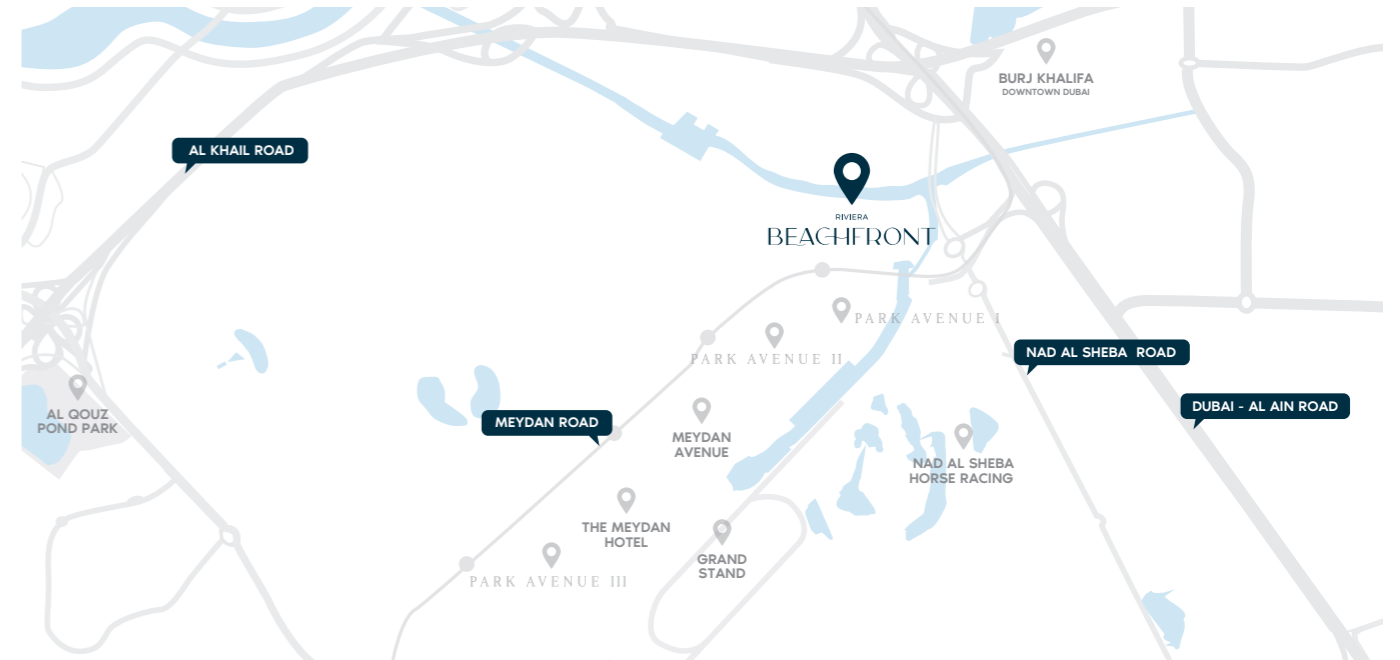 BURJ KHALIFA
DOWNTOWN DUBAI
AL KHAIL ROAD
RIVIERA
BEACHFRONT
PARK AVENUE I
PARK AVENUE II
NAD AL SHEBA ROAD
DUBAI - AL AIN ROAD
AL QOUZ
POND PARK
MEYDAN ROAD
MEYDAN
AVENUE
NAD AL SHEBA
HORSE RACING
THE MEYDAN
HOTEL
GRAND
STAND
PARK AVENUE III